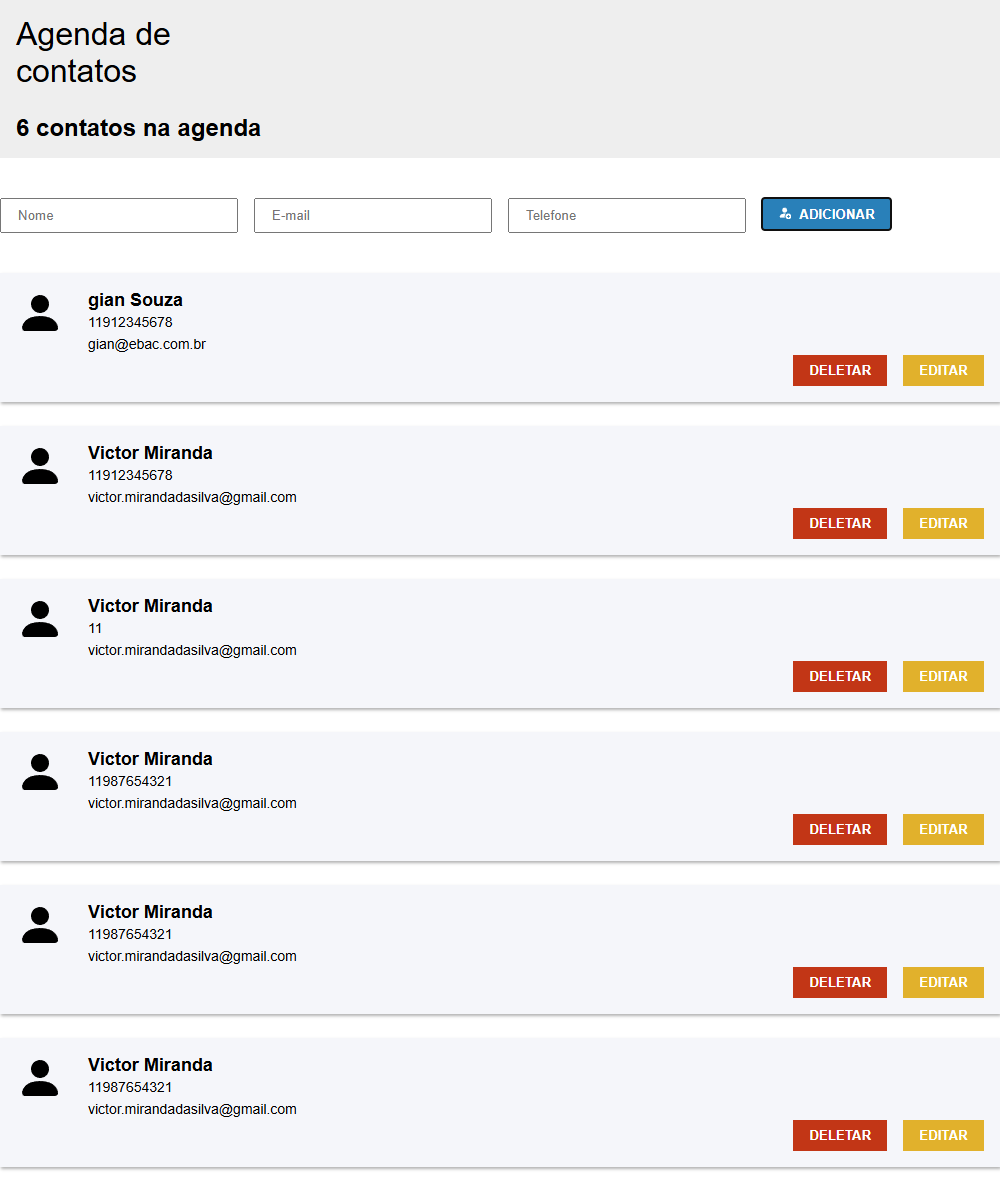 Agenda de
contatos
6 contatos na agenda
Nome E-mail Telefone ADICIONAR
gian Souza
11912345678
gian@ebac.com.br
DELETAR EDITAR
Victor Miranda
11912345678
victor.mirandadasilva@gmail.com
DELETAR EDITAR
Victor Miranda
11
victor.mirandadasilva@gmail.com
DELETAR EDITAR
Victor Miranda
11987654321
victor.mirandadasilva@gmail.com
DELETAR EDITAR
Victor Miranda
11987654321
victor.mirandadasilva@gmail.com
DELETAR EDITAR
Victor Miranda
11987654321
victor.mirandadasilva@gmail.com
DELETAR EDITAR